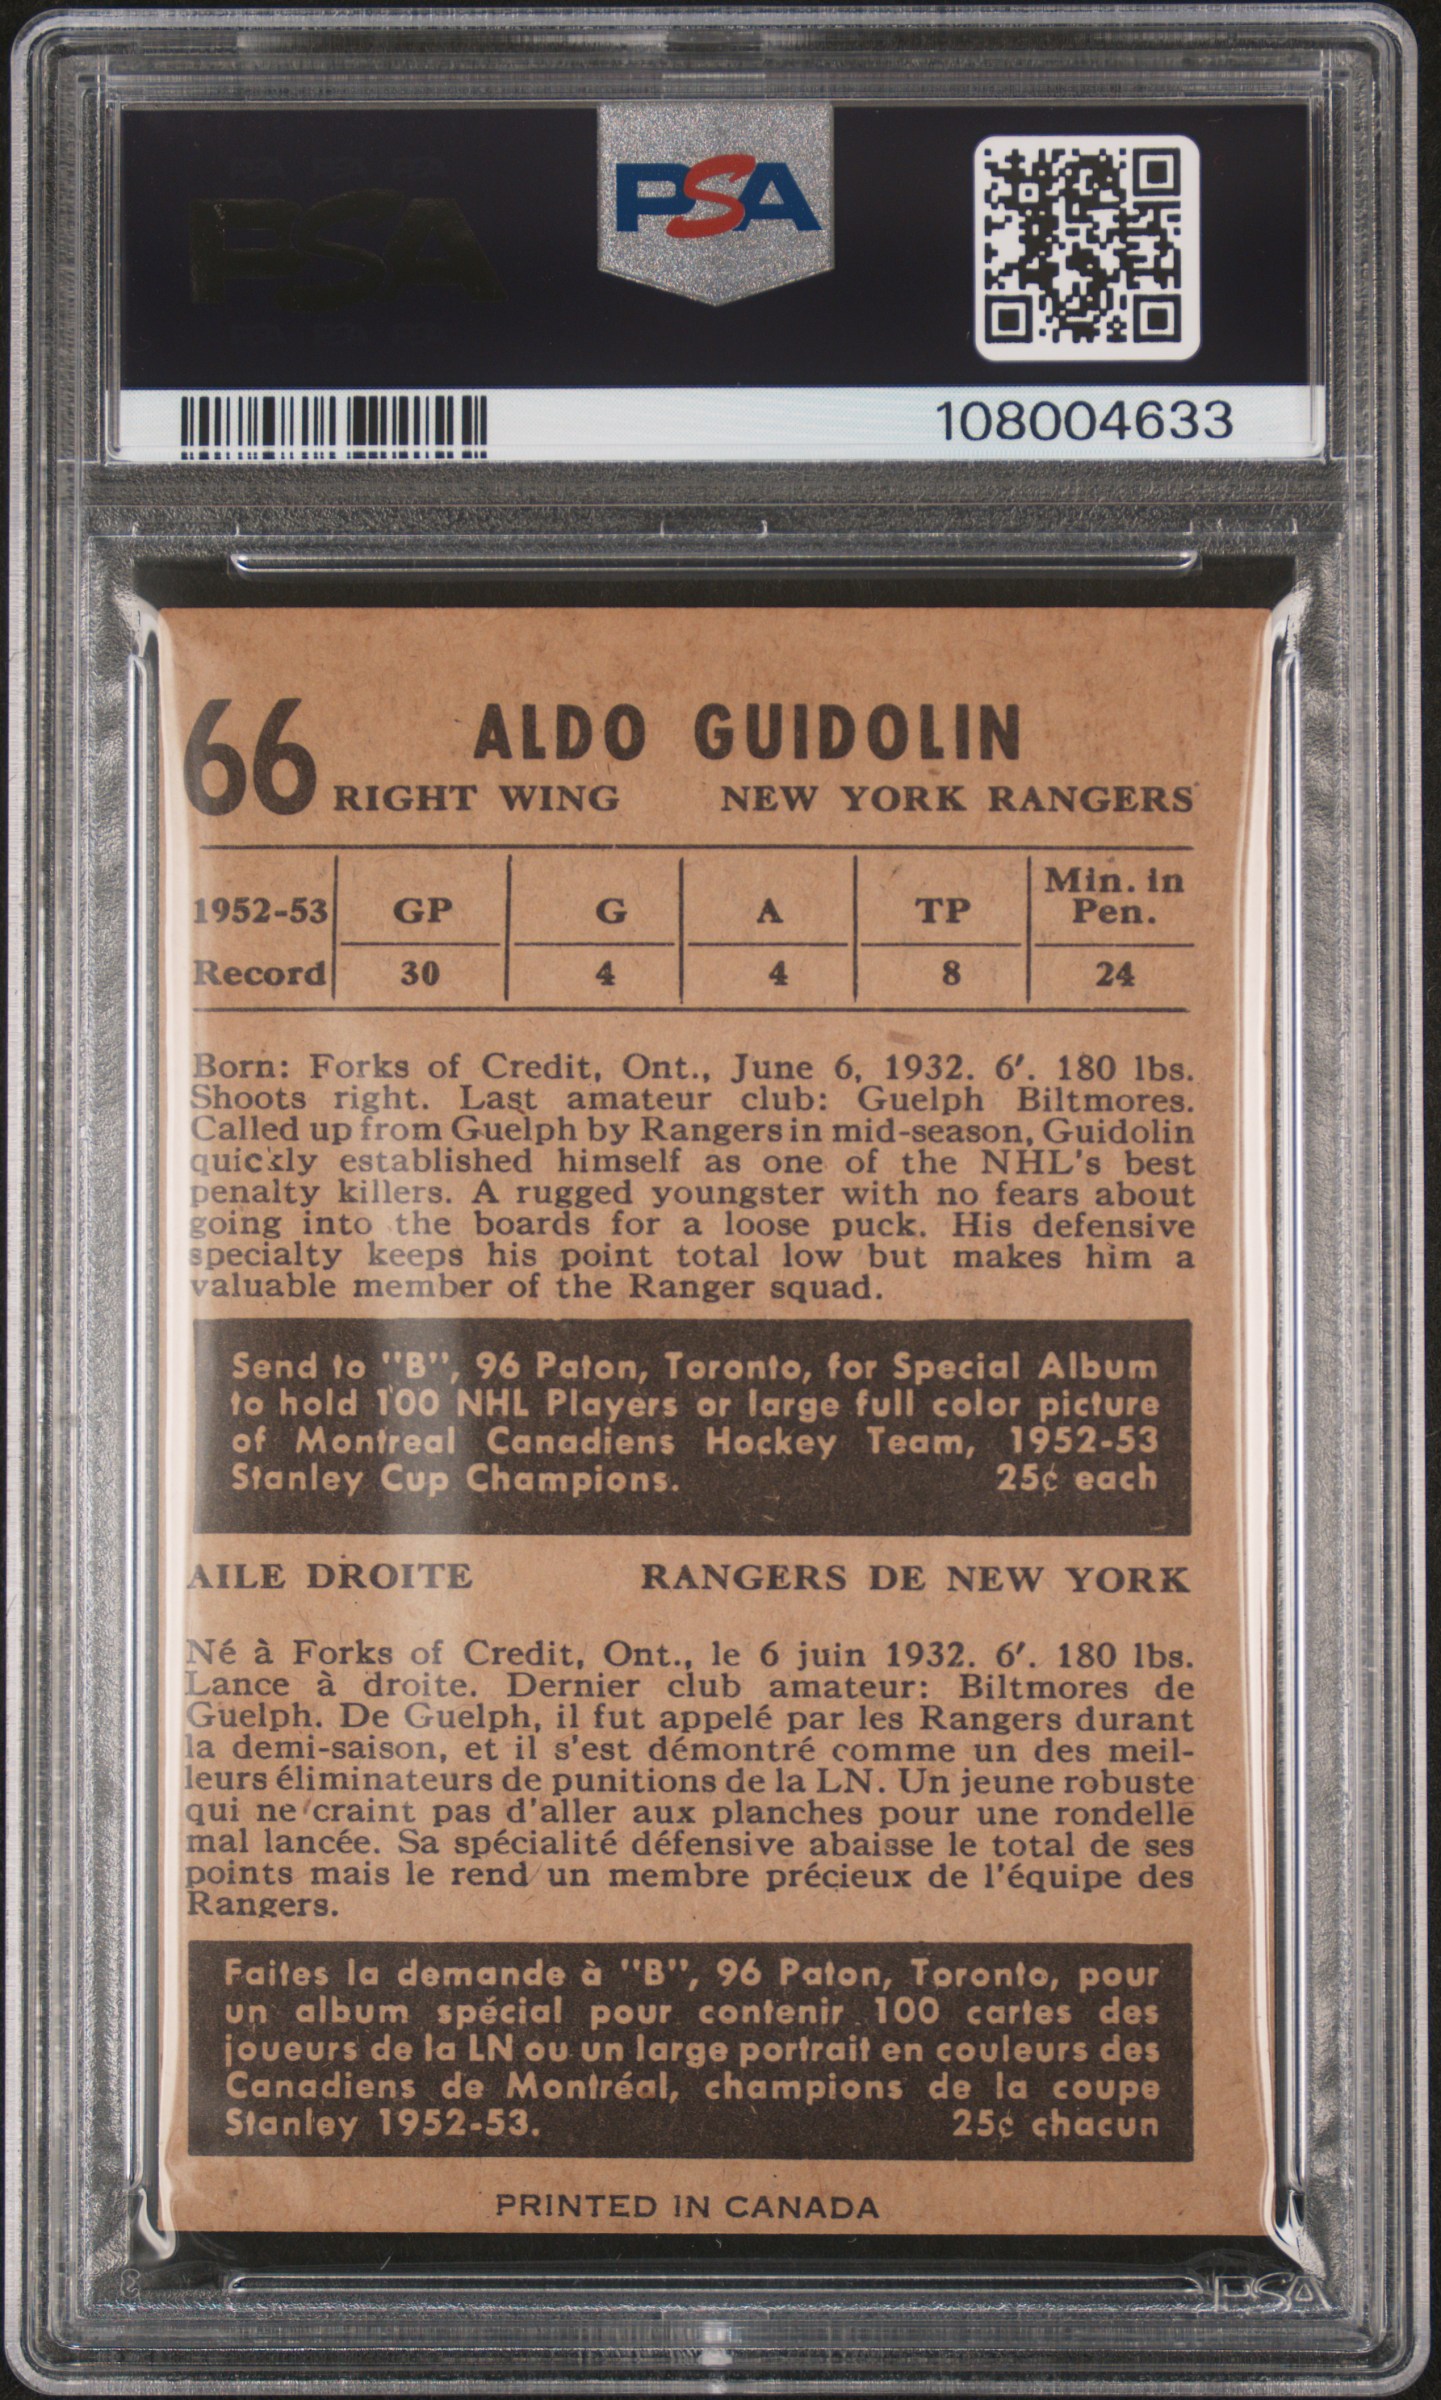 PSA
PSA
108004633
66 ALDO GUIDOLIN
RIGHT WING NEW YORK RANGERS
1952-53 GP G A TP Min. in Pen.
Record 30 4 4 8 24
Born: Forks of Credit, Ont., June 6, 1932. 6′. 180 lbs.
Shoots right. Last amateur club: Guelph Biltmores.
Called up from Guelph by Rangers in mid-season, Guidolin
quickly established himself as one of the NHL's best
penalty killers. A rugged youngster with no fears about
going into the boards for a loose puck. His defensive
specialty keeps his point total low but makes him a
valuable member of the Ranger squad.
Send to "B", 96 Paton, Toronto, for Special Album
to hold 100 NHL Players or large full color picture
of Montreal Canadiens Hockey Team, 1952-53
Stanley Cup Champions. 25¢ each
AILE DROITE RANGERS DE NEW YORK
Né à Forks of Credit, Ont., le 6 juin 1932. 6′. 180 lbs.
Lance à droite. Dernier club amateur: Biltmores de
Guelph. De Guelph, il fut appelé par les Rangers durant
la demi-saison, et il s'est démontré comme un des meil-
leurs éliminateurs de punitions de la LN. Un jeune robuste
qui ne craint pas d'aller aux planches pour une rondelle
mal lancée. Sa spécialité défensive abaisse le total de ses
points mais le rend un membre précieux de l'équipe des
Rangers.
Faites la demande à "B", 96 Paton, Toronto, pour
un album spécial pour contenir 100 cartes des
joueurs de la LN ou un large portrait en couleurs des
Canadiens de Montréal, champions de la coupe
Stanley 1952-53. 25¢ chacun
PRINTED IN CANADA
PSA